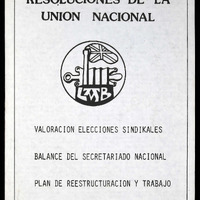 RESOLUCIONES DE LA
UNION NACIONAL
LAB
VALORACION ELECCIONES SINDIKALES
BALANCE DEL SECRETARIADO NACIONAL
PLAN DE REESTRUCTURACION Y TRABAJO